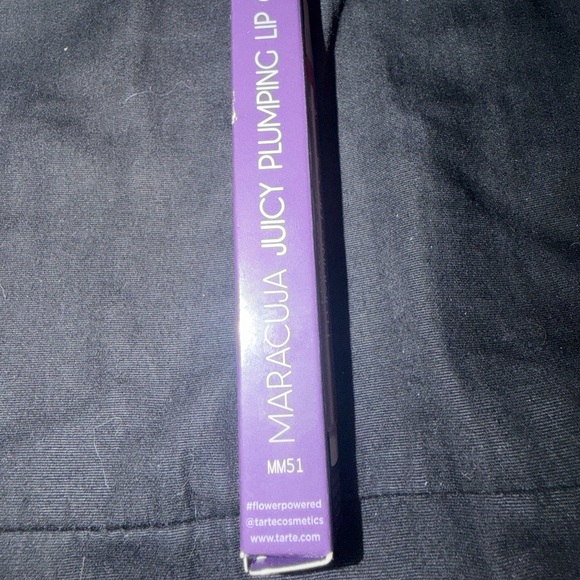 MARACUJA JUICY PLUMPING LIP
MM51
#flowerpowered
@tartecosmetics
www.tarte.com